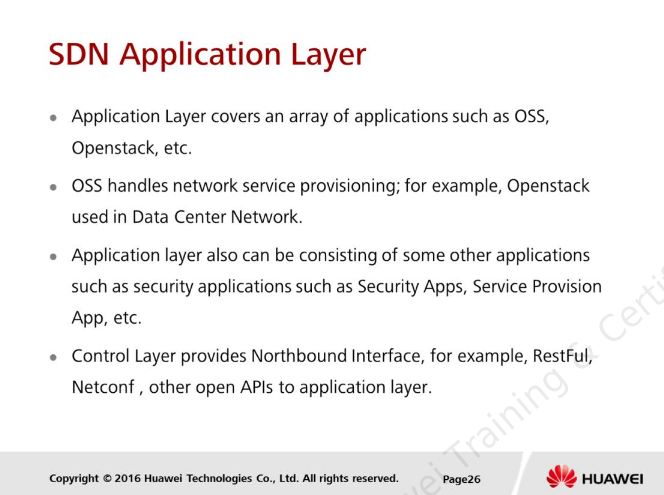 SDN Application Layer
● Application Layer covers an array of applications such as OSS,
Openstack, etc.
● OSS handles network service provisioning; for example, Openstack
used in Data Center Network.
● Application layer also can be consisting of some other applications
such as security applications such as Security Apps, Service Provision
App, etc.
● Control Layer provides Northbound Interface, for example, RestFul,
Netconf , other open APIs to application layer.
Training & Certifi
Copyright © 2016 Huawei Technologies Co., Ltd. All rights reserved.
Page26
HUAWEI